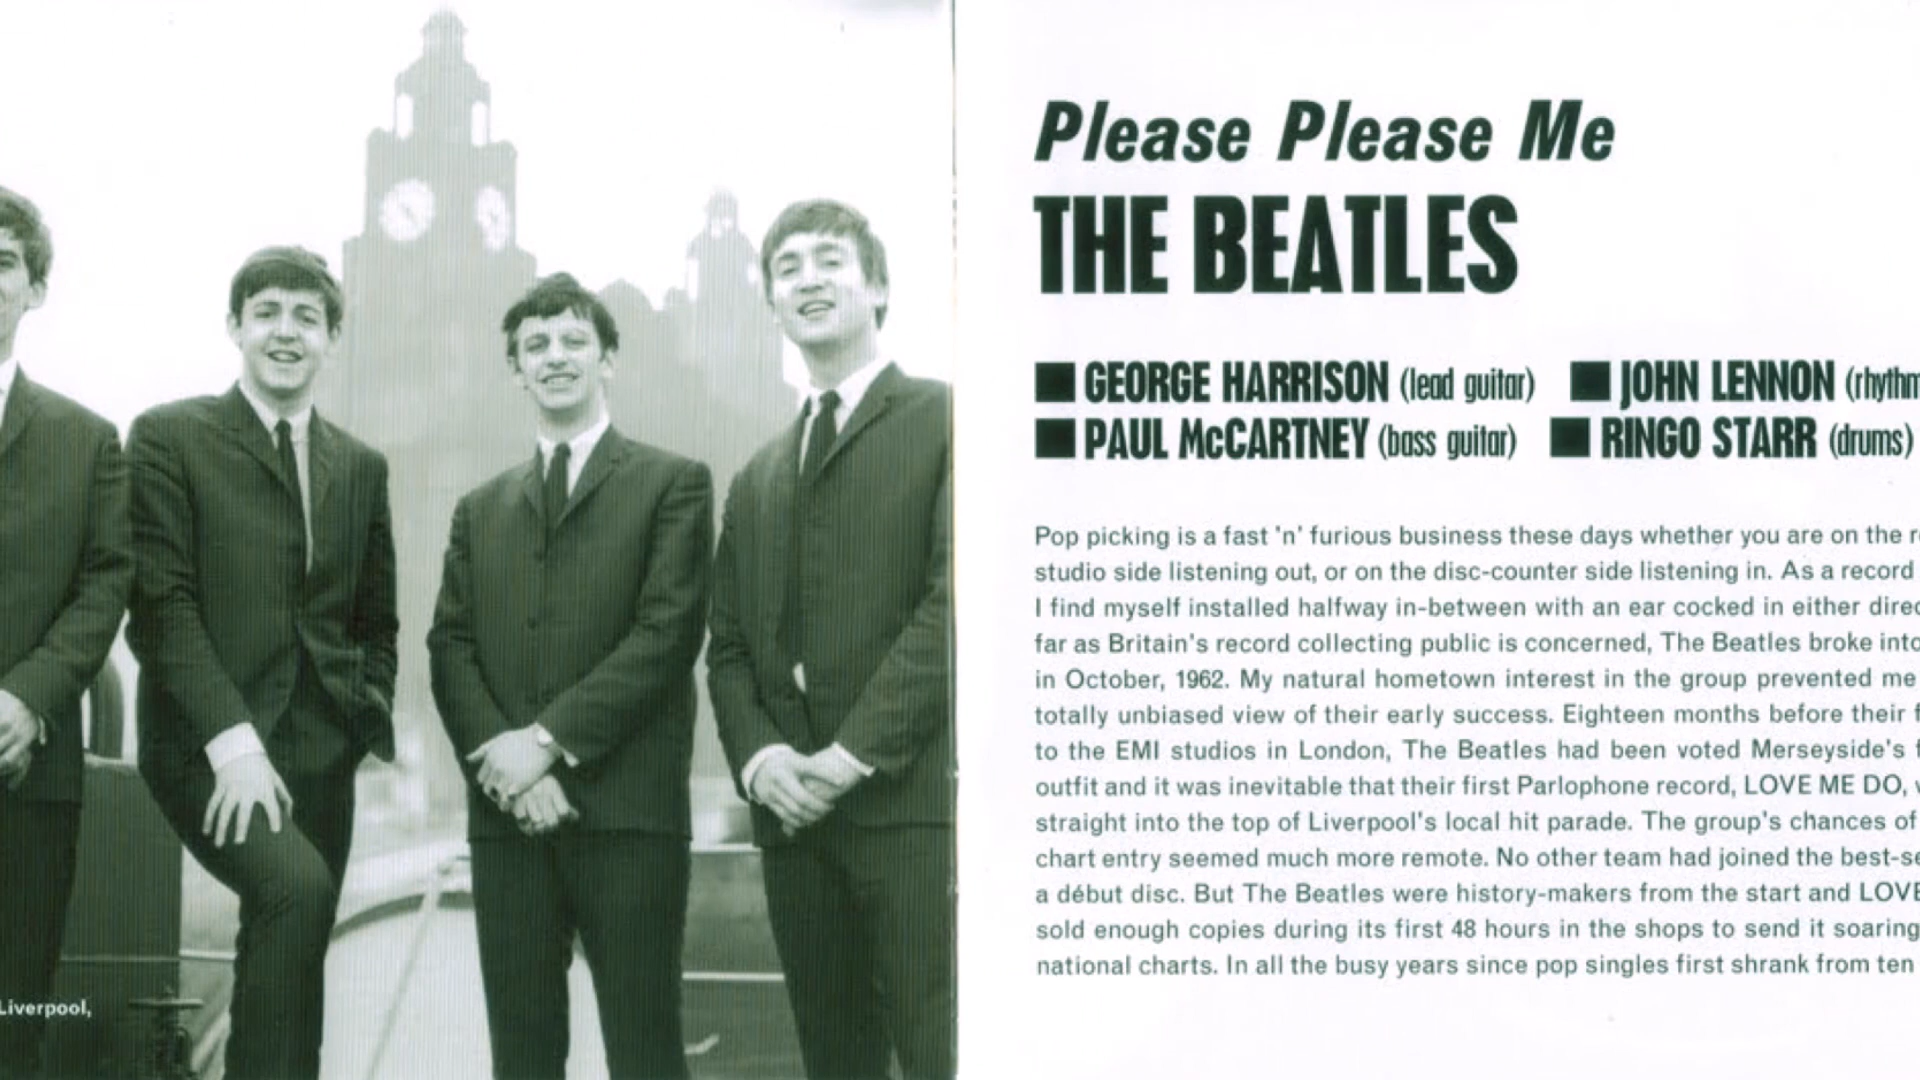 Liverpool,
Please Please Me
THE BEATLES
■ GEORGE HARRISON (lead guitar) ■ JOHN LENNON (rhythm
■ PAUL McCARTNEY (bass guitar) ■ RINGO STARR (drums)
Pop picking is a fast 'n' furious business these days whether you are on the
studio side listening out, or on the disc-counter side listening in. As a record
I find myself installed halfway in-between with an ear cocked in either direc
far as Britain's record collecting public is concerned, The Beatles broke into
in October, 1962. My natural hometown interest in the group prevented me
totally unbiased view of their early success. Eighteen months before their
to the EMI studios in London, The Beatles had been voted Merseyside's
outfit and it was inevitable that their first Parlophone record, LOVE ME DO,
straight into the top of Liverpool's local hit parade. The group's chances of
chart entry seemed much more remote. No other team had joined the best-se
a début disc. But The Beatles were history-makers from the start and LOVE
sold enough copies during its first 48 hours in the shops to send it soaring
national charts. In all the busy years since pop singles first shrank from ten